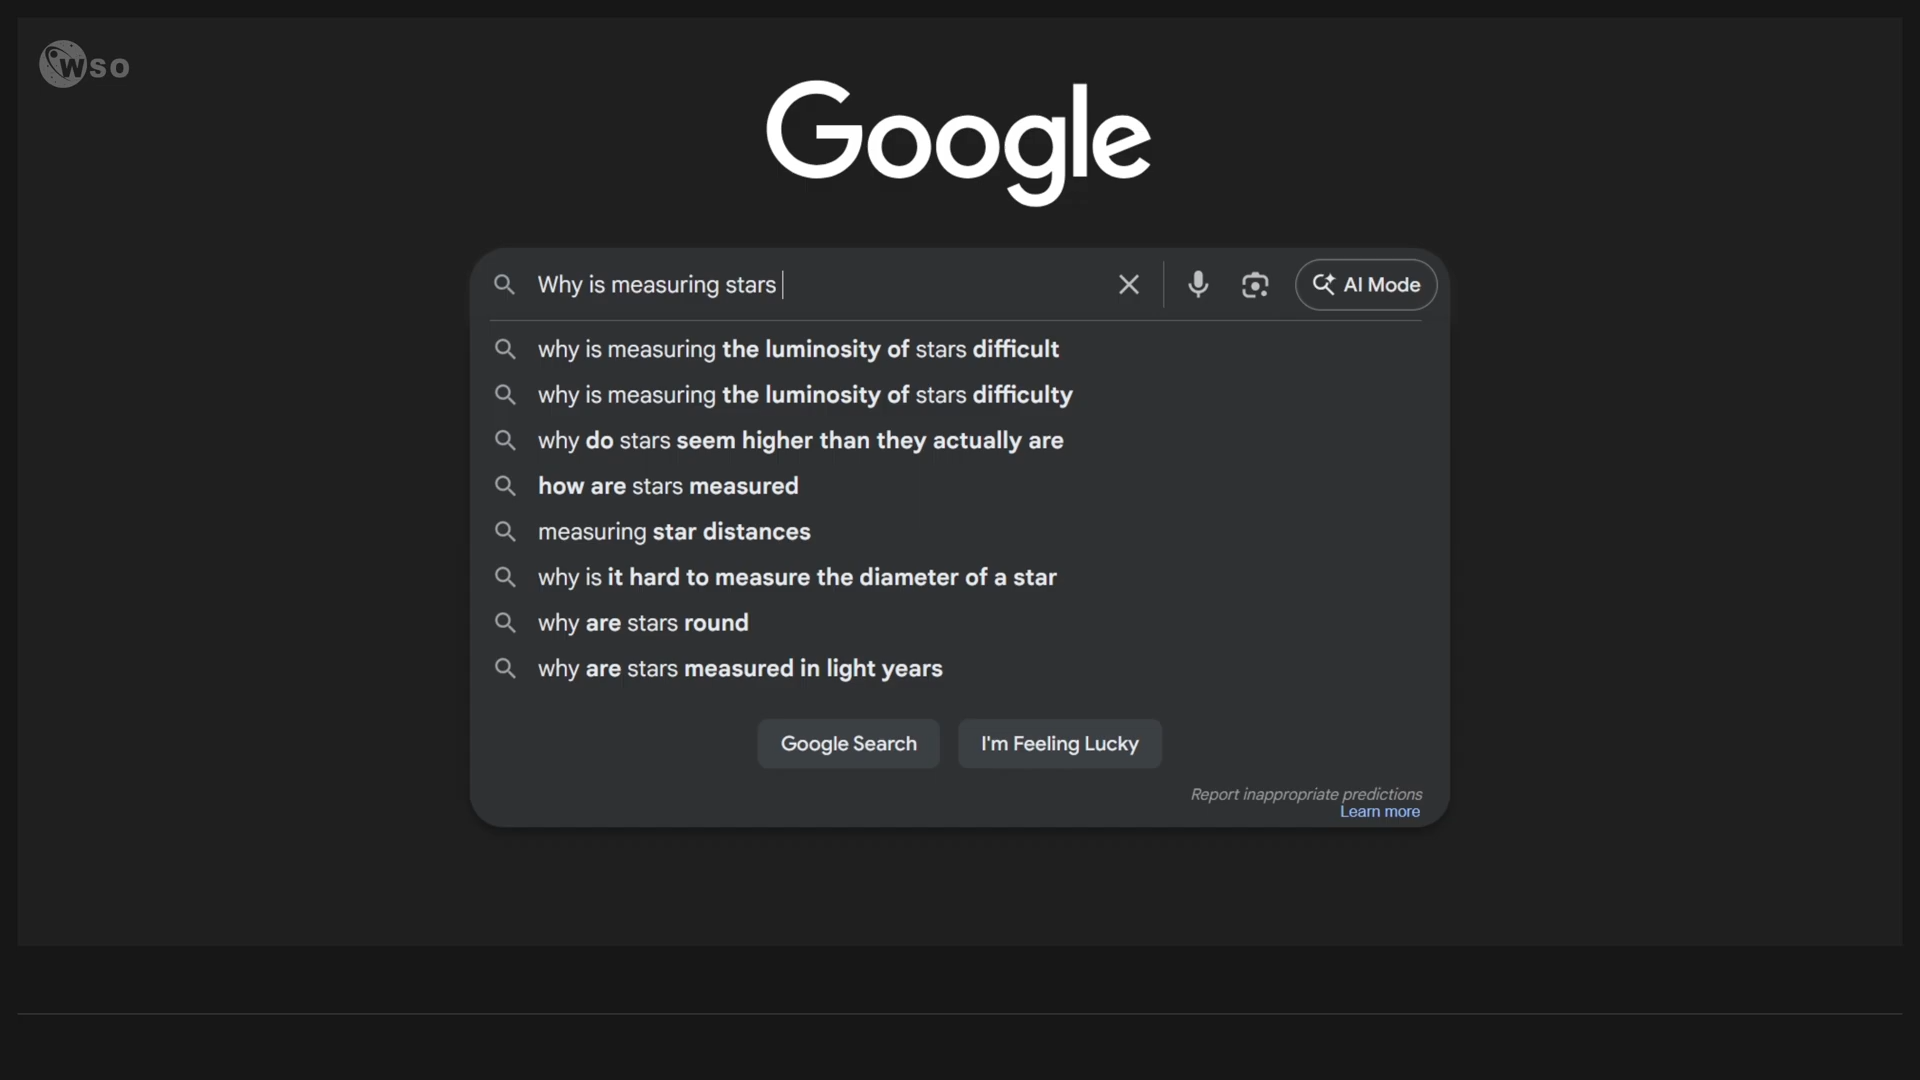 WSO
Google
Why is measuring stars
AI Mode
why is measuring the luminosity of stars difficult
why is measuring the luminosity of stars difficulty
why do stars seem higher than they actually are
how are stars measured
measuring star distances
why is it hard to measure the diameter of a star
why are stars round
why are stars measured in light years
Google Search
I'm Feeling Lucky
Report inappropriate predictions
Learn more